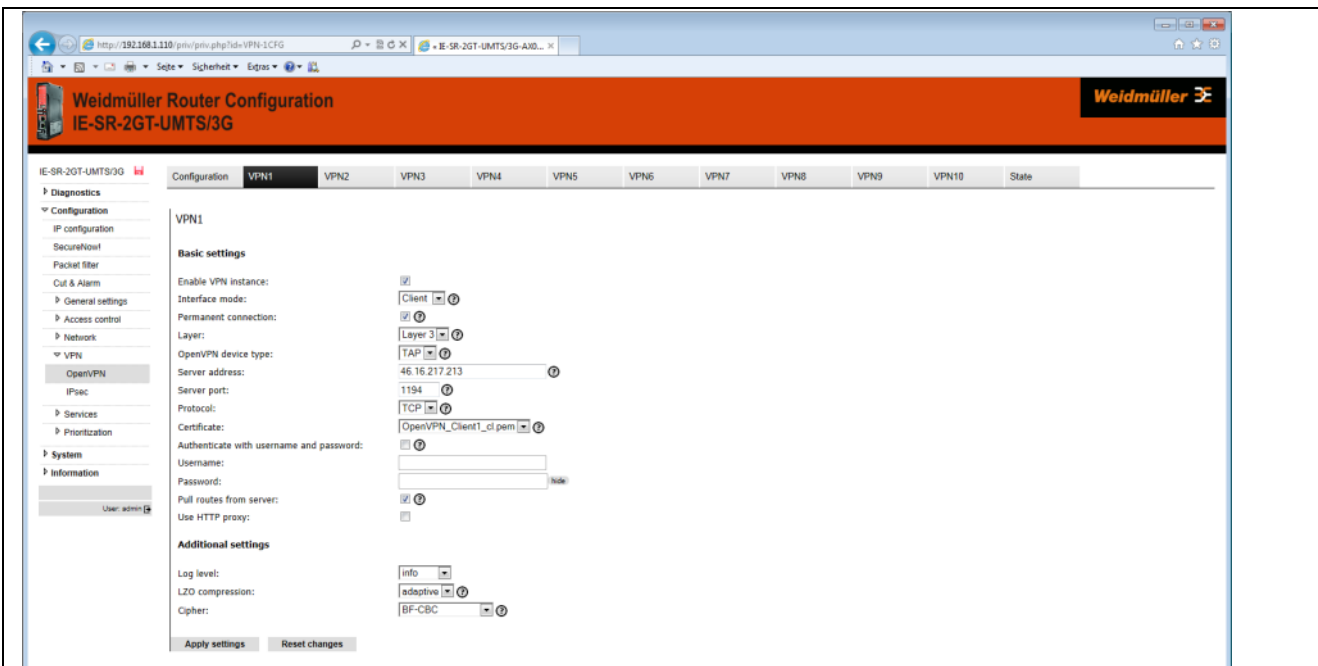 http://192.168.1.110/priv/priv.php?id=VPN-1CFG
IE-SR-2GT-UMTS/3G-AX0...
Seite Sicherheit Extras
Weidmüller Router Configuration
IE-SR-2GT-UMTS/3G
Weidmüller
IE-SR-2GT-UMTS/3G
Configuration VPN1 VPN2 VPN3 VPN4 VPN5 VPN6 VPN7 VPN8 VPN9 VPN10 State
Diagnostics
Configuration
IP configuration
SecureNow!
Packet filter
Cut & Alarm
General settings
Access control
Network
VPN
OpenVPN
IPsec
Services
Prioritization
System
Information
User: admin
VPN1
Basic settings
Enable VPN instance:
Interface mode: Client
Permanent connection:
Layer: Layer 3
OpenVPN device type: TAP
Server address: 46.16.217.213
Server port: 1194
Protocol: TCP
Certificate: OpenVPN_Client1_cl.pem
Authenticate with username and password:
Username:
Password: hide
Pull routes from server:
Use HTTP proxy:
Additional settings
Log level: info
LZO compression: adaptive
Cipher: BF-CBC
Apply settings Reset changes